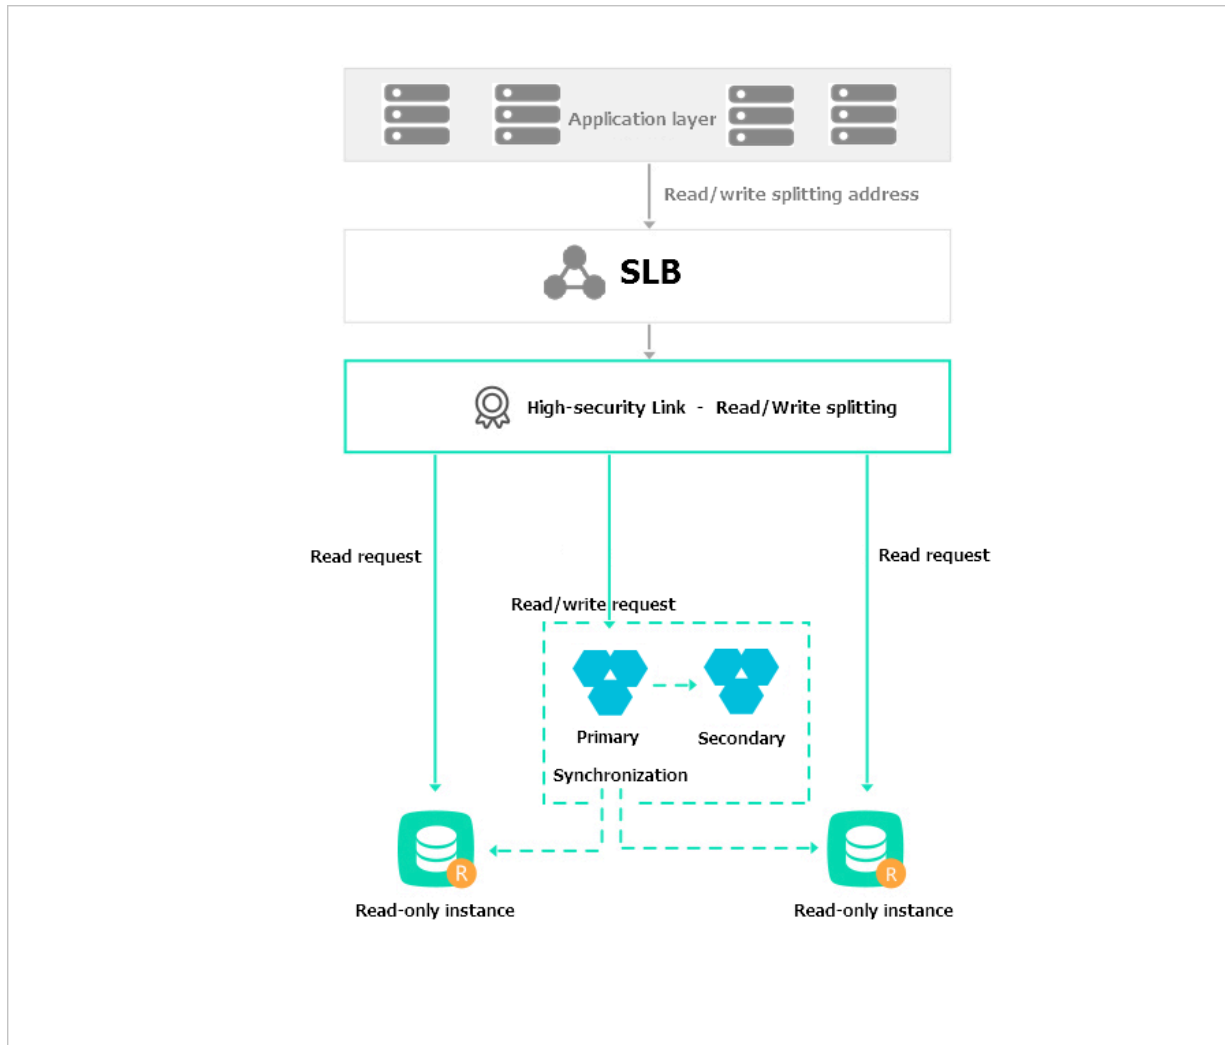 Application layer
Read/write splitting address
SLB
High-security Link - Read/Write splitting
Read request
Read request
Read/write request
Primary
Secondary
Synchronization
R
R
Read-only instance
Read-only instance